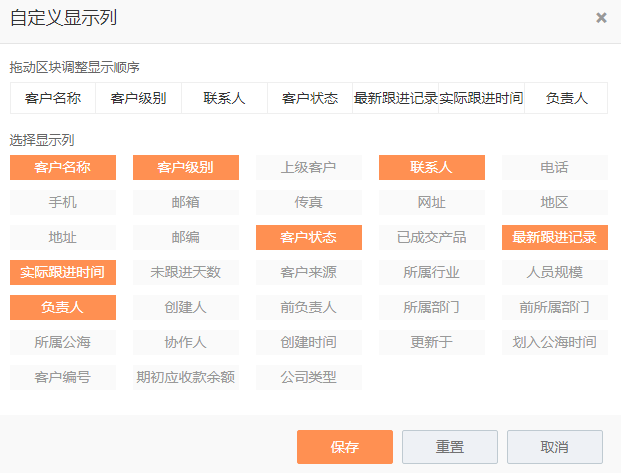 自定义显示列 ×
拖动区块调整显示顺序
客户名称 客户级别 联系人 客户状态 最新跟进记录 实际跟进时间 负责人
选择显示列
客户名称 客户级别 上级客户 联系人 电话
手机 邮箱 传真 网址 地区
地址 邮编 客户状态 已成交产品 最新跟进记录
实际跟进时间 未跟进天数 客户来源 所属行业 人员规模
负责人 创建人 前负责人 所属部门 前所属部门
所属公海 协作人 创建时间 更新于 划入公海时间
客户编号 期初应收款余额 公司类型
保存 重置 取消